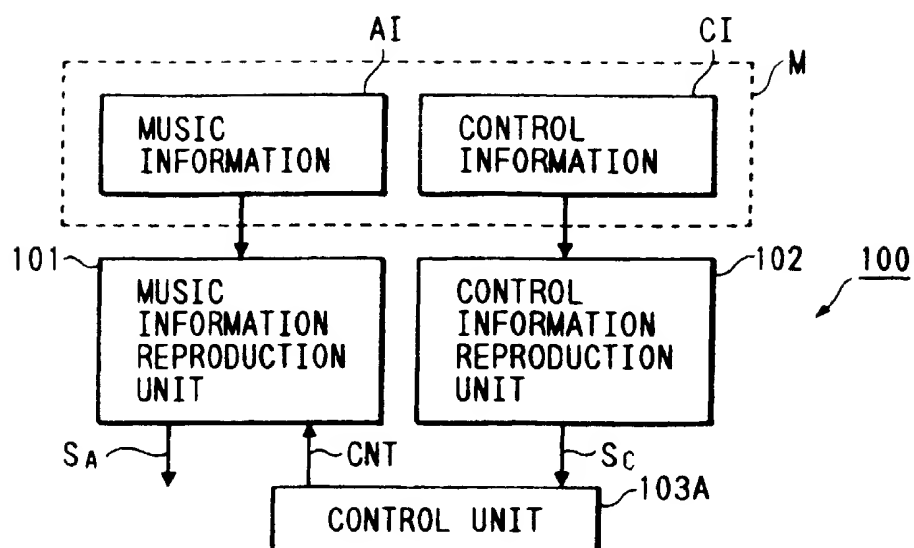 AI
CI
M
MUSIC
INFORMATION
CONTROL
INFORMATION
101
102
100
MUSIC
INFORMATION
REPRODUCTION
UNIT
CONTROL
INFORMATION
REPRODUCTION
UNIT
SA
CNT
SC
103A
CONTROL UNIT